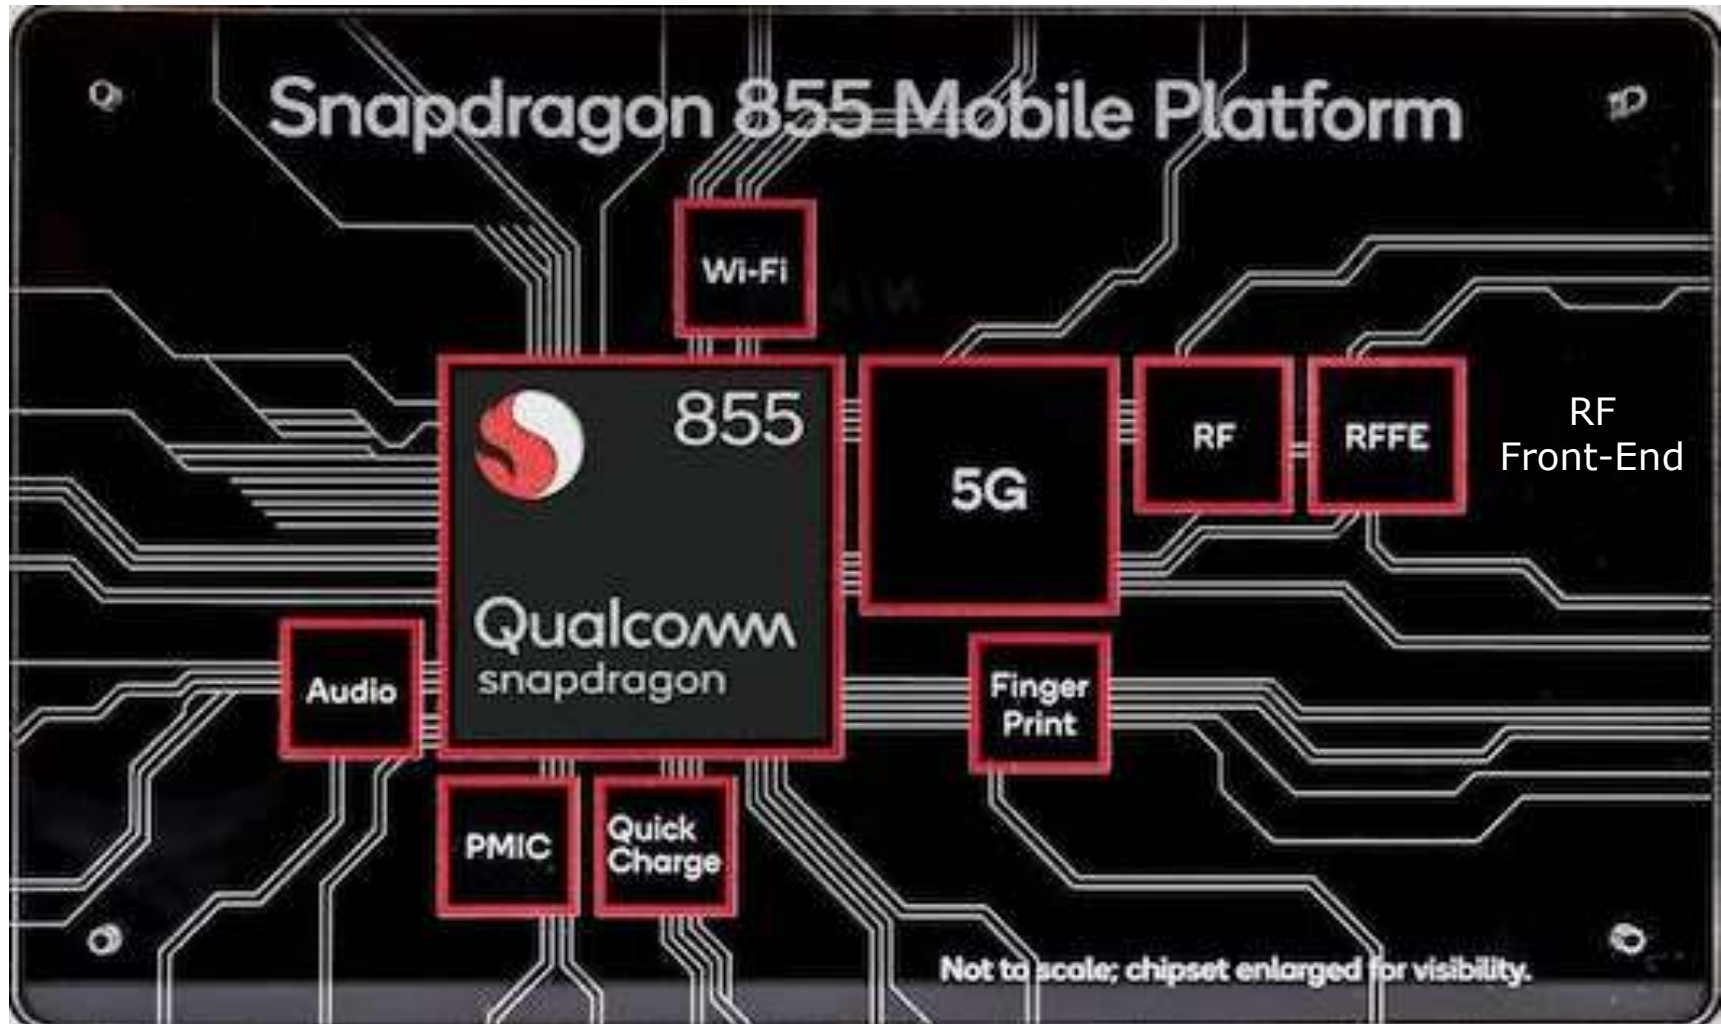 Snapdragon 855 Mobile Platform
Wi-Fi
855
Qualcomm
snapdragon
5G
RF
RFFE
RF
Front-End
Audio
Finger
Print
PMIC
Quick
Charge
Not to scale; chipset enlarged for visibility.